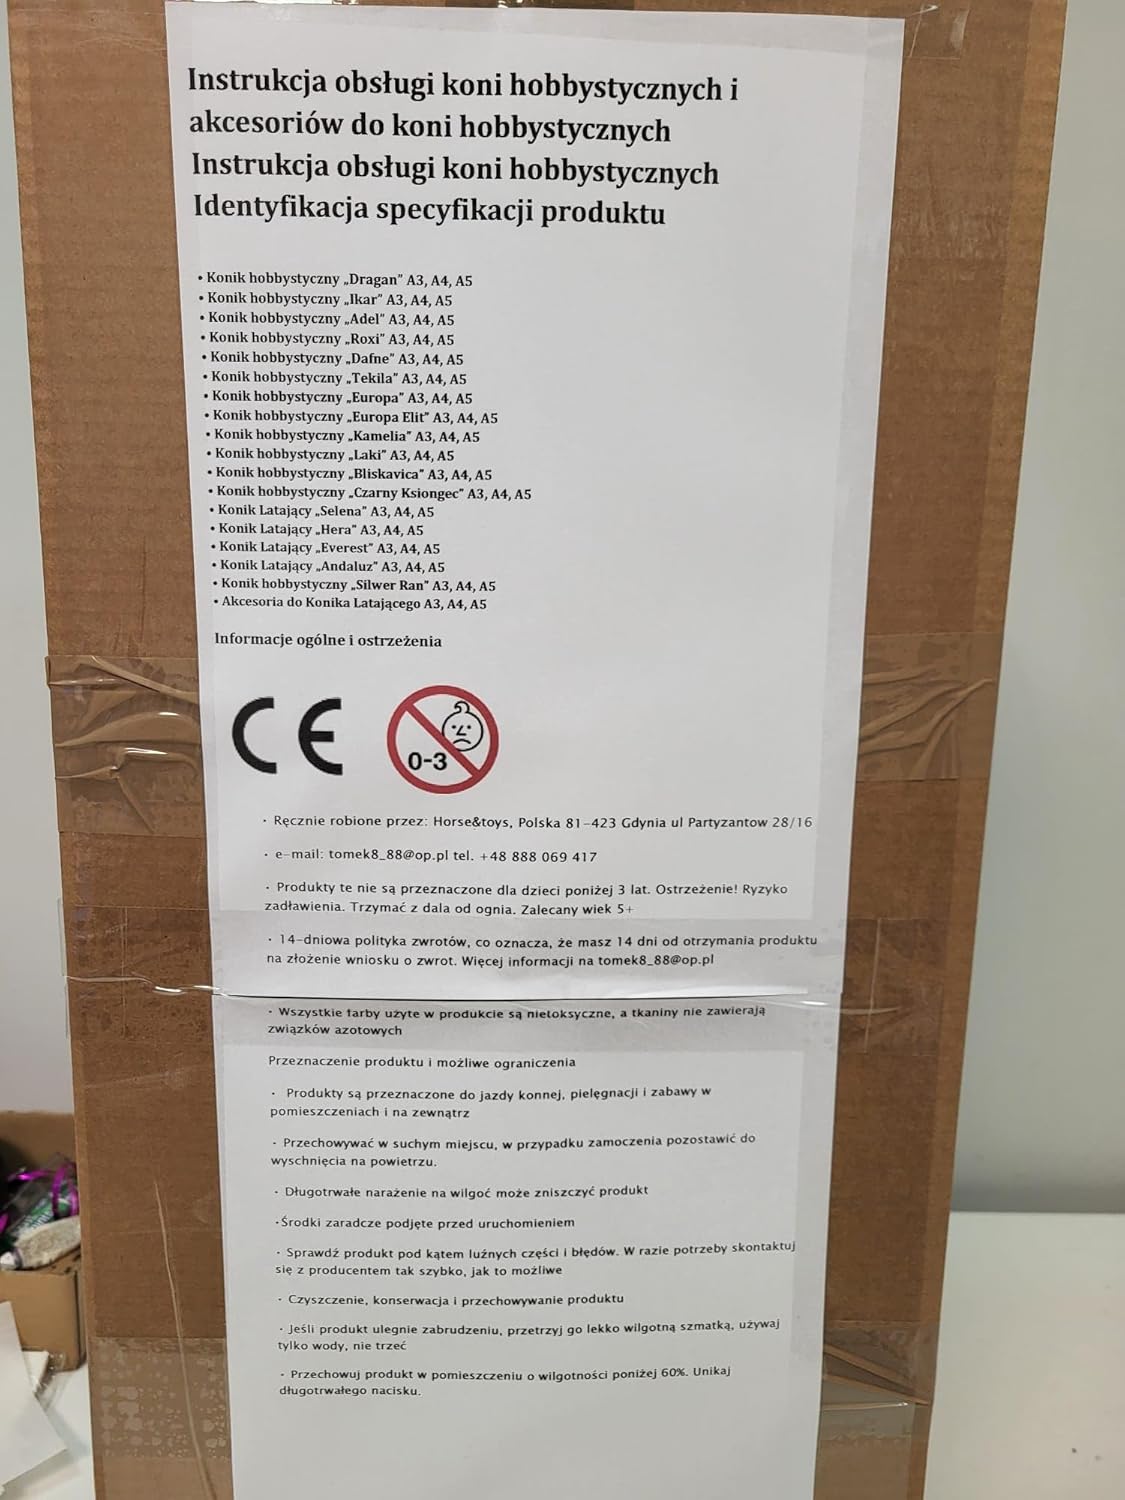 Instrukcja obsługi koni hobbystycznych i
akcesoriów do koni hobbystycznych
Instrukcja obsługi koni hobbystycznych
Identyfikacja specyfikacji produktu
• Konik hobbystyczny „Dragan” A3, A4, A5
• Konik hobbystyczny „Ikar” A3, A4, A5
• Konik hobbystyczny „Adel” A3, A4, A5
• Konik hobbystyczny „Roxi” A3, A4, A5
• Konik hobbystyczny „Dafne” A3, A4, A5
• Konik hobbystyczny „Tekila” A3, A4, A5
• Konik hobbystyczny „Europa” A3, A4, A5
• Konik hobbystyczny „Europa Elit” A3, A4, A5
• Konik hobbystyczny „Kamelia” A3, A4, A5
• Konik hobbystyczny „Laki” A3, A4, A5
• Konik hobbystyczny „Bliskavica” A3, A4, A5
• Konik hobbystyczny „Czarny Ksiongec” A3, A4, A5
• Konik Latający „Selena” A3, A4, A5
• Konik Latający „Hera” A3, A4, A5
• Konik Latający „Everest” A3, A4, A5
• Konik Latający „Andaluz” A3, A4, A5
• Konik hobbystyczny „Silwer Ran” A3, A4, A5
• Akcesoria do Konika Latającego A3, A4, A5
Informacje ogólne i ostrzeżenia
CE
0-3
· Ręcznie robione przez: Horse&toys, Polska 81-423 Gdynia ul Partyzantow 28/16
· e-mail: tomek8_88@op.pl tel. +48 888 069 417
· Produkty te nie są przeznaczone dla dzieci poniżej 3 lat. Ostrzeżenie! Ryzyko
zadławienia. Trzymać z dala od ognia. Zalecany wiek 5+
· 14-dniowa polityka zwrotów, co oznacza, że masz 14 dni od otrzymania produktu
na złożenie wniosku o zwrot. Więcej informacji na tomek8_88@op.pl
· Wszystkie farby użyte w produkcie są nietoksyczne, a tkaniny nie zawierają
związków azotowych
Przeznaczenie produktu i możliwe ograniczenia
· Produkty są przeznaczone do jazdy konnej, pielęgnacji i zabawy w
pomieszczeniach i na zewnątrz
· Przechowywać w suchym miejscu, w przypadku zamoczenia pozostawić do
wyschnięcia na powietrzu.
· Długotrwałe narażenie na wilgoć może zniszczyć produkt
·Środki zaradcze podjęte przed uruchomieniem
· Sprawdź produkt pod kątem luźnych części i błędów. W razie potrzeby skontaktuj
się z producentem tak szybko, jak to możliwe
· Czyszczenie, konserwacja i przechowywanie produktu
· Jeśli produkt ulegnie zabrudzeniu, przetrzyj go lekko wilgotną szmatką, używaj
tylko wody, nie trzeć
· Przechowuj produkt w pomieszczeniu o wilgotności poniżej 60%. Unikaj
długotrwałego nacisku.